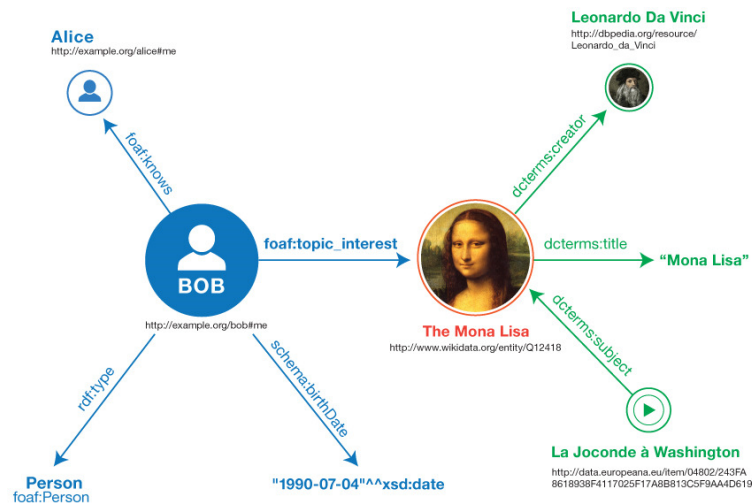 Alice
http://example.org/alice#me
Leonardo Da Vinci
http://dbpedia.org/resource/
Leonardo_da_Vinci
foaf:knows
dcterms:creator
BOB
http://example.org/bob#me
foaf:topic_interest
dcterms:title
“Mona Lisa”
The Mona Lisa
http://www.wikidata.org/entity/Q12418
dcterms:subject
rdf:type
schema:birthDate
La Joconde à Washington
http://data.europeana.eu/item/04802/243FA
8618938F4117025F17A8B813C5F9AA4D619
Person
foaf:Person
"1990-07-04"^^xsd:date